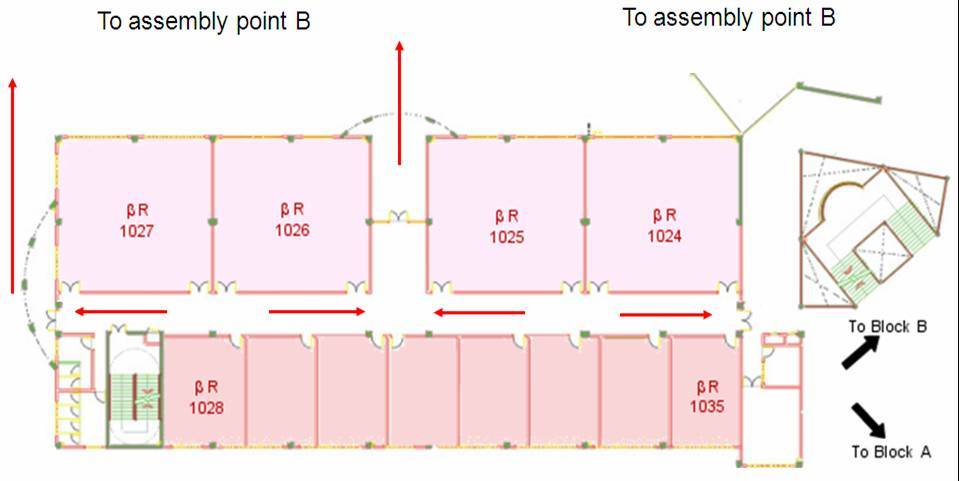 To assembly point B
To assembly point B
β R
1027
β R
1026
β R
1025
β R
1024
β R
1028
β R
1035
To Block B
To Block A